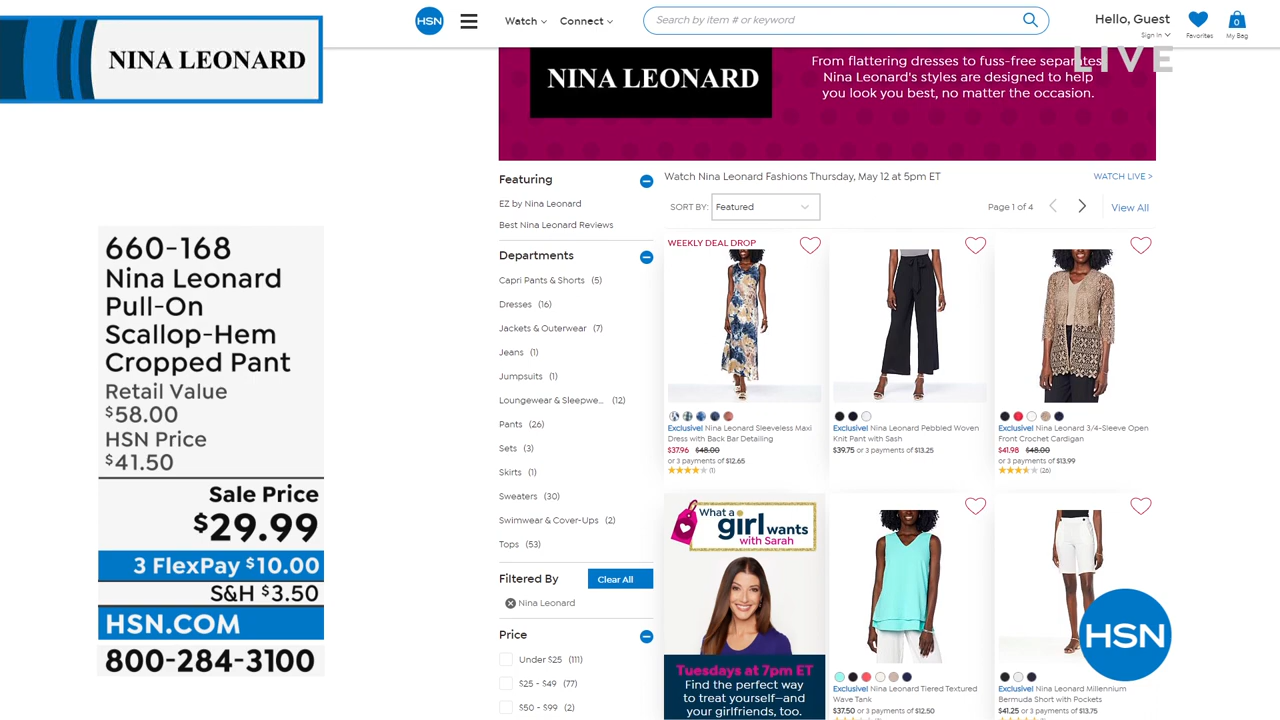 NINA LEONARD
HSN
Watch
Connect
Search by item # or keyword
Hello, Guest
Sign in
Favorites
0
My Bag
LIVE
NINA LEONARD
From flattering dresses to fuss-free separates,
Nina Leonard's styles are designed to help
you look you best, no matter the occasion.
660-168
Nina Leonard
Pull-On
Scallop-Hem
Cropped Pant
Retail Value
$58.00
HSN Price
$41.50
Sale Price
$29.99
3 FlexPay $10.00
S&H $3.50
HSN.COM
800-284-3100
Featuring
EZ by Nina Leonard
Best Nina Leonard Reviews
Departments
Capri Pants & Shorts (5)
Dresses (16)
Jackets & Outerwear (7)
Jeans (1)
Jumpsuits (1)
Loungewear & Sleepwe... (12)
Pants (26)
Sets (3)
Skirts (1)
Sweaters (30)
Swimwear & Cover-Ups (2)
Tops (53)
Filtered By
Clear All
Nina Leonard
Price
Under $25 (111)
$25 - $49 (77)
$50 - $99 (2)
Watch Nina Leonard Fashions Thursday, May 12 at 5pm ET
WATCH LIVE >
SORT BY: Featured
Page 1 of 4
View All
WEEKLY DEAL DROP
Exclusive! Nina Leonard Sleeveless Maxi
Dress with Back Bar Detailing
$37.96 $48.00
or 3 payments of $12.65
(1)
Exclusive! Nina Leonard Pebbled Woven
Knit Pant with Sash
$39.75 or 3 payments of $13.25
Exclusive! Nina Leonard 3/4-Sleeve Open
Front Crochet Cardigan
$41.98 $48.00
or 3 payments of $13.99
(26)
What a
girl wants
with Sarah
Tuesdays at 7pm ET
Find the perfect way
to treat yourself—and
your girlfriends, too.
Exclusive! Nina Leonard Tiered Textured
Wave Tank
$37.50 or 3 payments of $12.50
Exclusive! Nina Leonard Millennium
Bermuda Short with Pockets
$41.25 or 3 payments of $13.75
HSN